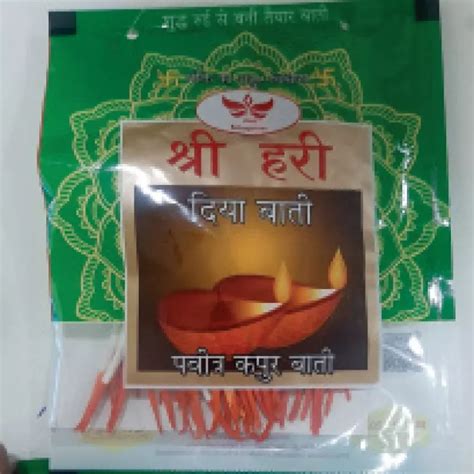 शुद्ध रुई से बनी तैयार बाती
श्री हरी
दिया बाती
पवीत्र कपुर बाती